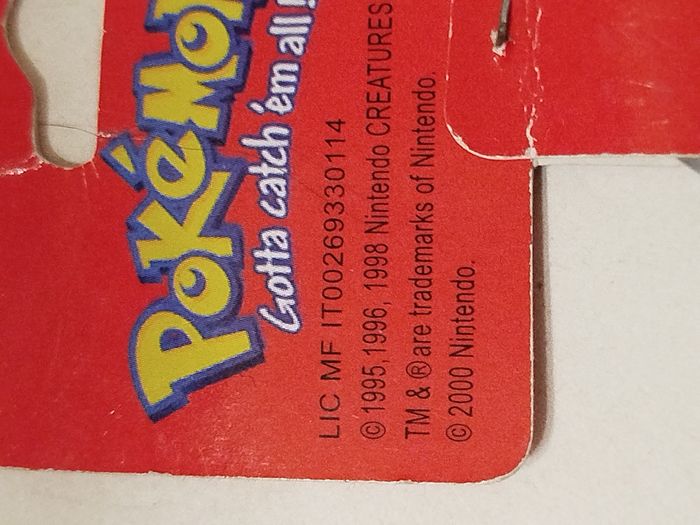 POKéMON
Gotta catch 'em all!
LIC MF IT00269330114
© 1995,1996, 1998 Nintendo CREATURES
TM & ® are trademarks of Nintendo.
© 2000 Nintendo.